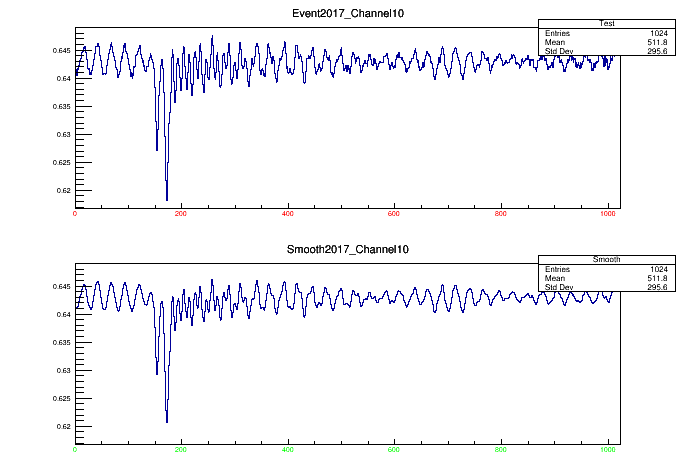 Event2017_Channel10
Test
Entries 1024
Mean 511.8
Std Dev 295.6
0.645
0.64
0.635
0.63
0.625
0.62
0 200 400 600 800 1000
Smooth2017_Channel10
Smooth
Entries 1024
Mean 511.8
Std Dev 295.6
0.645
0.64
0.635
0.63
0.625
0.62
0 200 400 600 800 1000